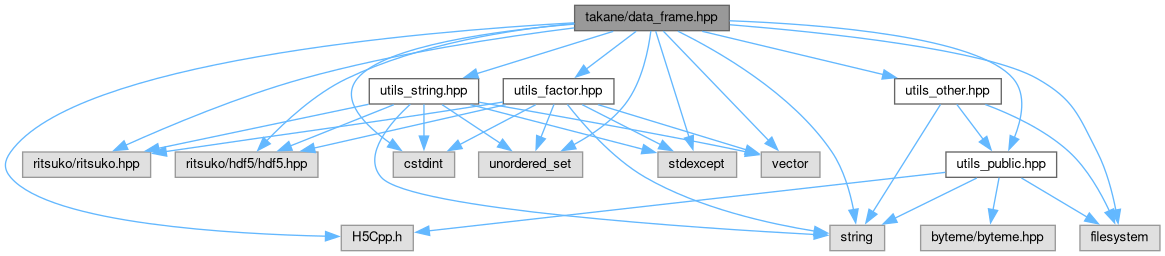 takane/data_frame.hpp
utils_string.hpp
utils_factor.hpp
utils_other.hpp
ritsuko/ritsuko.hpp
ritsuko/hdf5/hdf5.hpp
cstdint
unordered_set
stdexcept
vector
utils_public.hpp
H5Cpp.h
string
byteme/byteme.hpp
filesystem